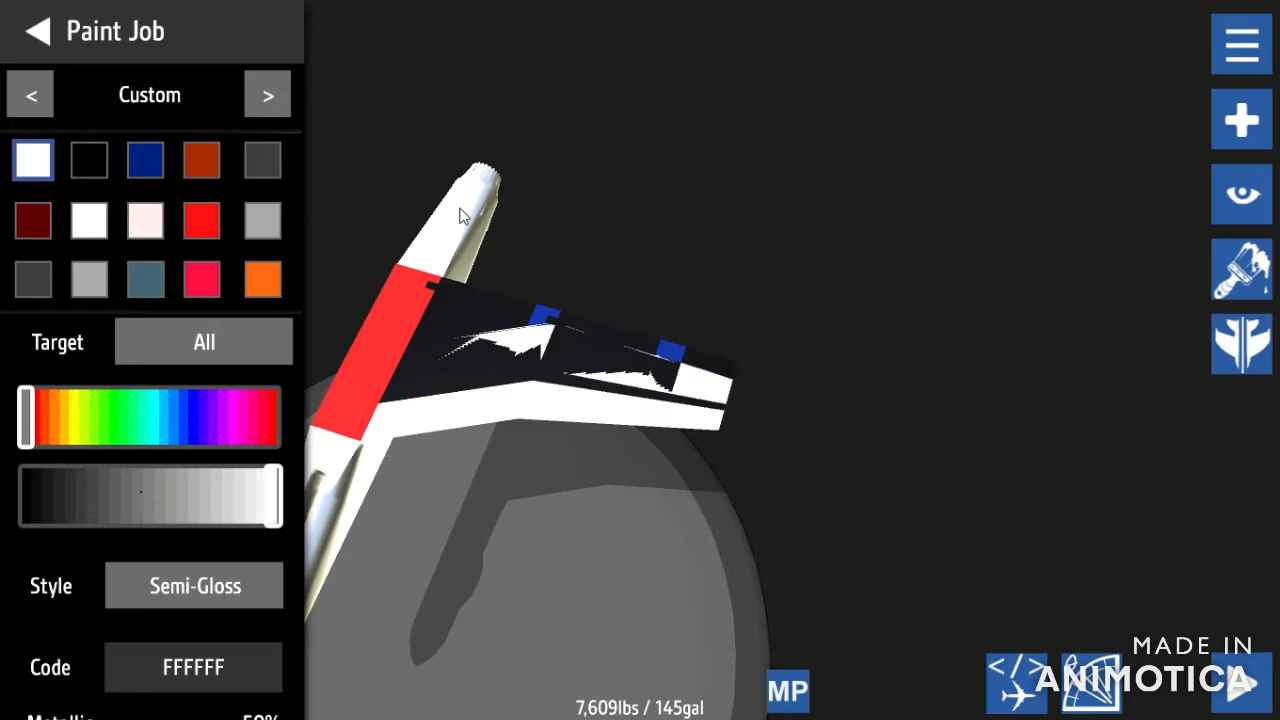 Paint Job
< Custom >
Target All
Style Semi-Gloss
Code FFFFFF
Metallic 50%
7,609lbs / 145gal
MP
</>
MADE IN
ANIMOTICA